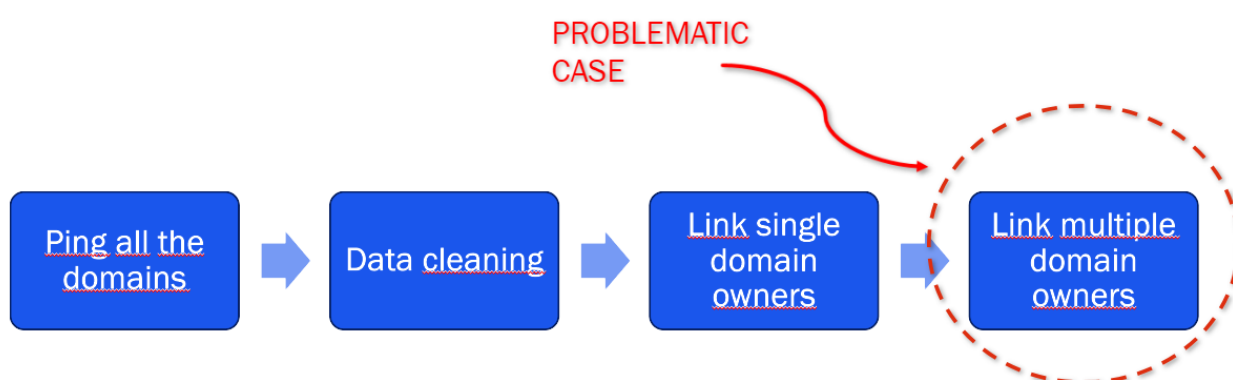 PROBLEMATIC
CASE
Ping all the
domains
Data cleaning
Link single
domain
owners
Link multiple
domain
owners